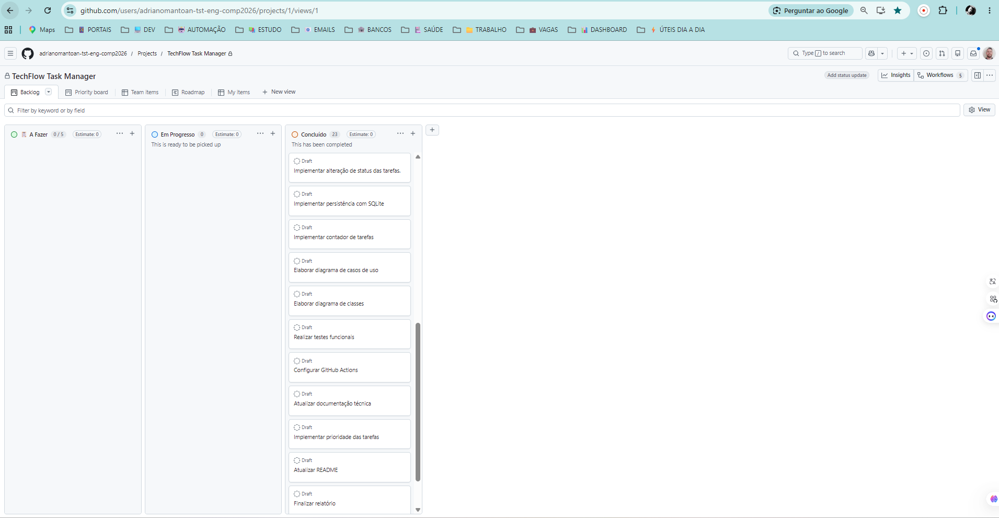 github.com/users/adrianomantoan-tst-eng-comp2026/projects/1/views/1
Perguntar ao Google
Maps
PORTAIS
DEV
AUTOMAÇÃO
ESTUDO
EMAILS
BANCOS
SAÚDE
TRABALHO
VAGAS
DASHBOARD
ÚTEIS DIA A DIA
adrianomantoan-tst-eng-comp2026 / Projects / TechFlow Task Manager
Type / to search
TechFlow Task Manager
Add status update
Insights
Workflows 5
Backlog
Priority board
Team items
Roadmap
My items
New view
Filter by keyword or by field
View
A Fazer 0 / 5 Estimate: 0
Em Progresso 0 Estimate: 0
This is ready to be picked up
Concluído 23 Estimate: 0
This has been completed
Draft
Implementar alteração de status das tarefas.
Draft
Implementar persistência com SQLite
Draft
Implementar contador de tarefas
Draft
Elaborar diagrama de casos de uso
Draft
Elaborar diagrama de classes
Draft
Realizar testes funcionais
Draft
Configurar GitHub Actions
Draft
Atualizar documentação técnica
Draft
Implementar prioridade das tarefas
Draft
Atualizar README
Draft
Finalizar relatório